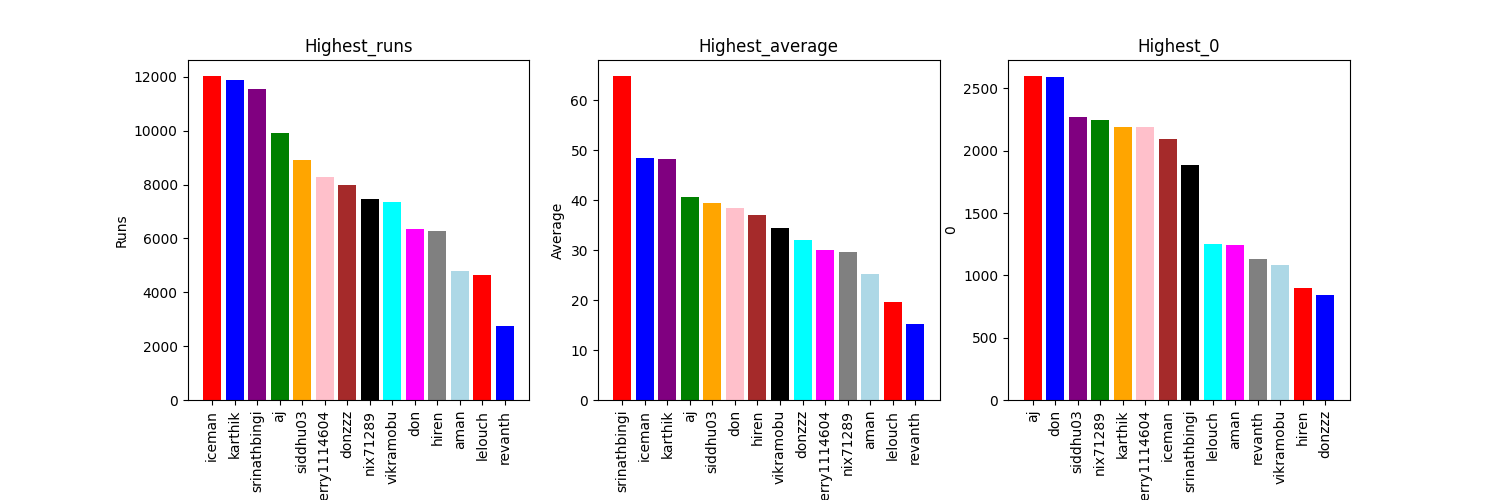 Highest_runs
Runs
12000
10000
8000
6000
4000
2000
0
iceman
karthik
srinathbingi
aj
siddhu03
erry1114604
donzzz
nix71289
vikramobu
don
hiren
aman
lelouch
revanth
Highest_average
Average
60
50
40
30
20
10
0
srinathbingi
iceman
karthik
aj
siddhu03
don
hiren
vikramobu
donzzz
erry1114604
nix71289
aman
lelouch
revanth
Highest_0
0
2500
2000
1500
1000
500
0
aj
don
siddhu03
nix71289
karthik
erry1114604
iceman
srinathbingi
lelouch
aman
revanth
vikramobu
hiren
donzzz